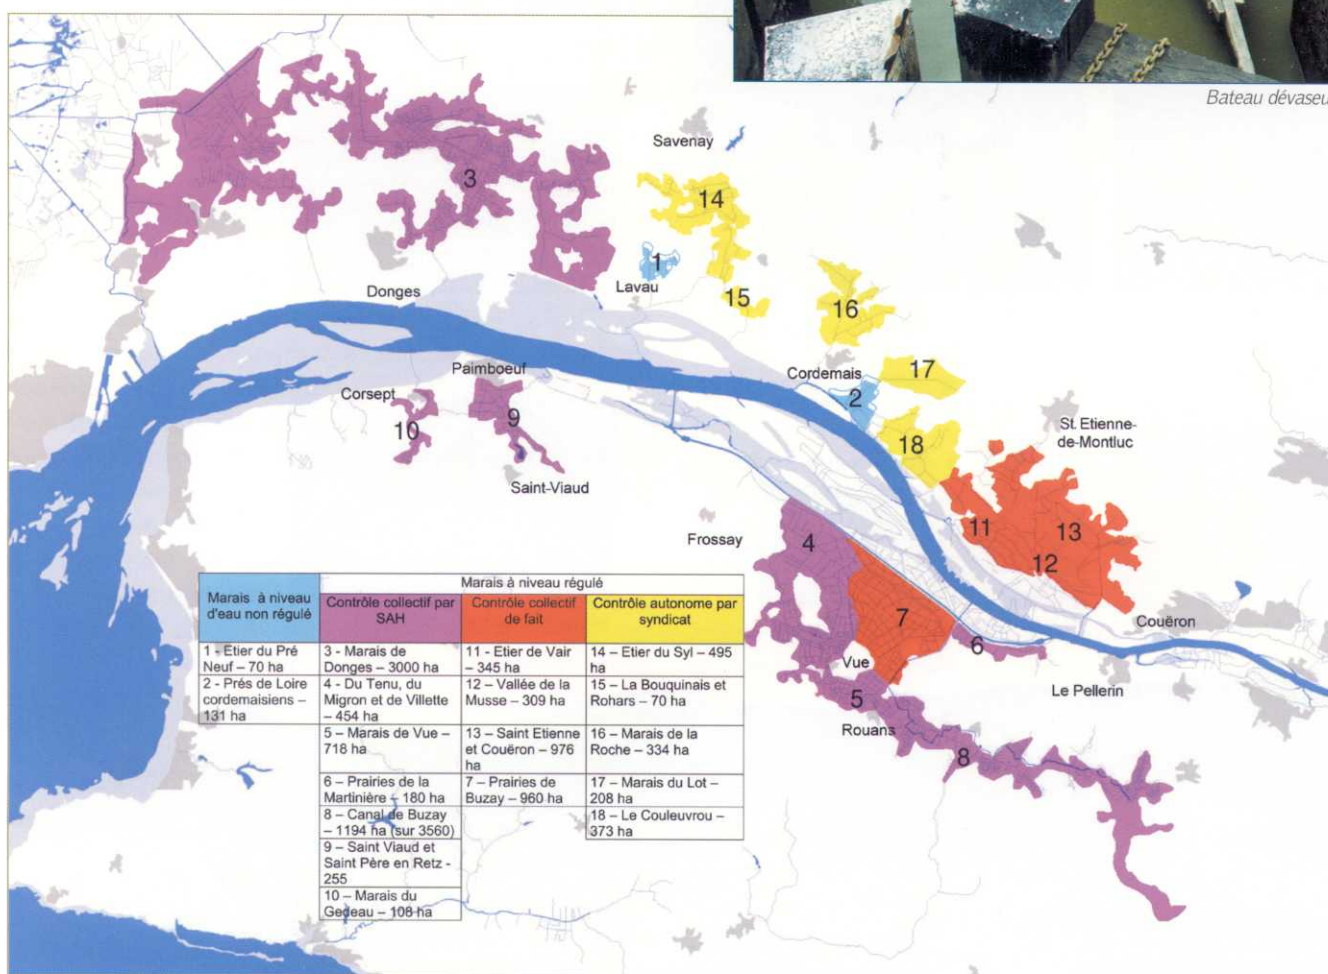 Bateau dévaseu
Savenay
3
14
1
Lavau
15
Donges
16
Paimboeuf
Cordemais
17
Corsept
2
9
10
18
St. Etienne-
de-Montluc
Saint-Viaud
11
13
Frossay
4
12
7
Couëron
6
Vue
Le Pellerin
5
Rouans
8
Marais à niveau
d'eau non régulé
Marais à niveau régulé
Contrôle collectif par
SAH
Contrôle collectif
de fait
Contrôle autonome par
syndicat
1 - Etier du Pré
Neuf – 70 ha
3 - Marais de
Donges – 3000 ha
11 - Etier de Vair –
345 ha
14 – Etier du Syl – 495
ha
2 - Prés de Loire
cordemaisiens –
131 ha
4 - Du Tenu, du
Migron et de Villette
– 454 ha
12 – Vallée de la
Musse – 309 ha
15 – La Bouquinais et
Rohars – 70 ha
5 - Marais de Vue –
718 ha
13 – Saint Etienne
et Couëron – 976
ha
16 – Marais de la
Roche – 334 ha
6 – Prairies de la
Martinière – 180 ha
7 – Prairies de
Buzay – 960 ha
17 – Marais du Lot –
208 ha
8 – Canal de Buzay
– 1194 ha (sur 3560)
18 – Le Couleuvrou –
373 ha
9 – Saint Viaud et
Saint Père en Retz -
255
10 – Marais du
Gedeau – 108 ha